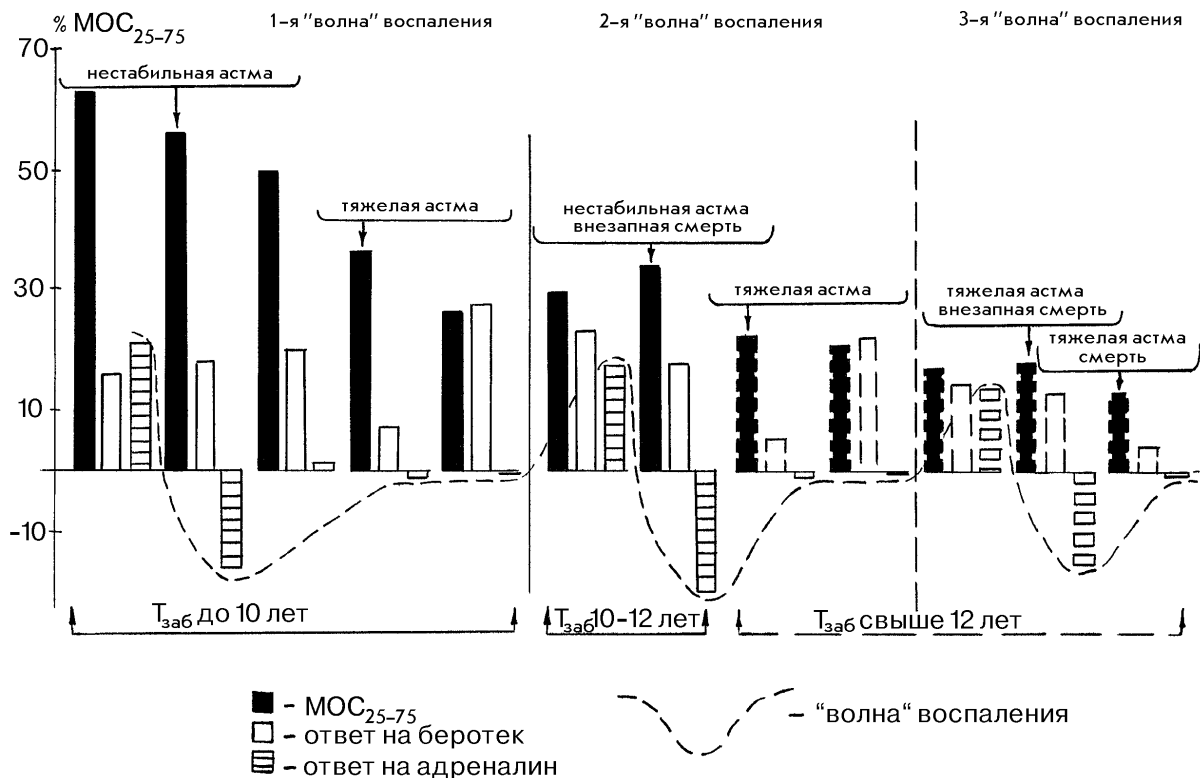 % МОС25–75
1-я "волна" воспаления
2-я "волна" воспаления
3-я "волна" воспаления
70
50
30
10
-10
нестабильная астма
тяжелая астма
нестабильная астма
внезапная смерть
тяжелая астма
тяжелая астма
внезапная смерть
тяжелая астма
смерть
Тзаб до 10 лет
Тзаб 10-12 лет
Тзаб свыше 12 лет
- МОС25–75
- ответ на беротек
- ответ на адреналин
- "волна" воспаления